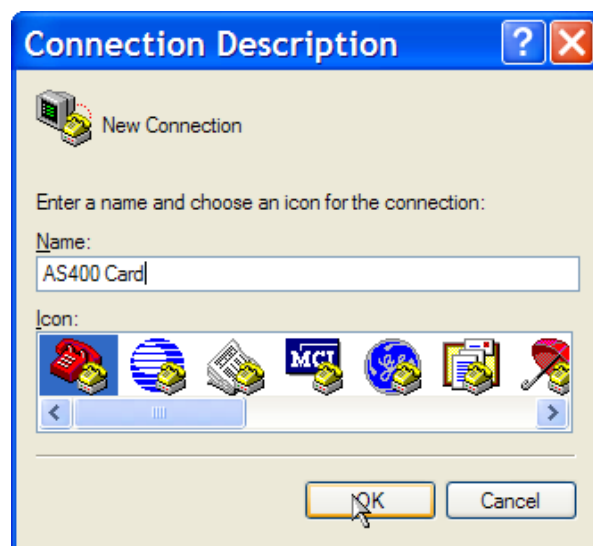 Connection Description
New Connection
Enter a name and choose an icon for the connection:
Name:
AS400 Card
Icon:
MCI
OK
Cancel